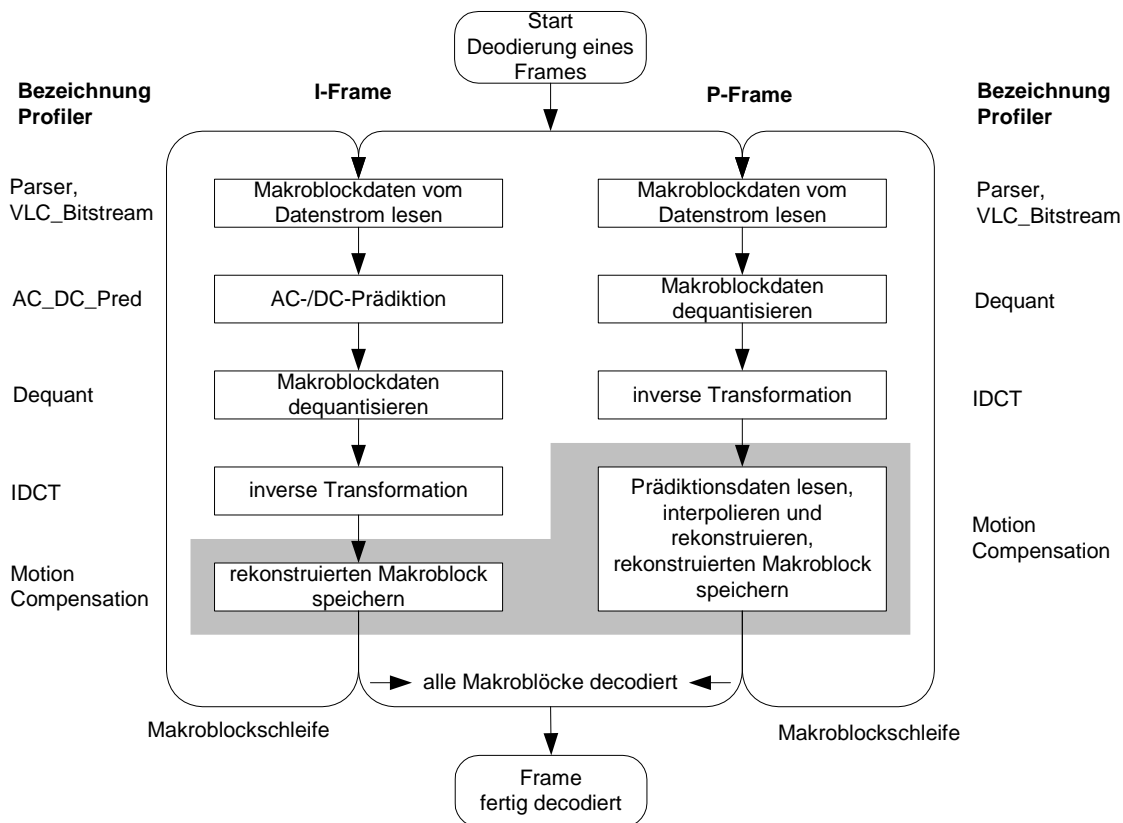 Start
Deodierung eines
Frames
Bezeichnung
Profiler
I-Frame
P-Frame
Bezeichnung
Profiler
Parser,
VLC_Bitstream
Makroblockdaten vom
Datenstrom lesen
Makroblockdaten vom
Datenstrom lesen
Parser,
VLC_Bitstream
AC_DC_Pred
AC-/DC-Prädiktion
Makroblockdaten
dequantisieren
Dequant
Dequant
Makroblockdaten
dequantisieren
inverse Transformation
IDCT
IDCT
inverse Transformation
Prädiktionsdaten lesen,
interpolieren und
rekonstruieren,
rekonstruierten Makroblock
speichern
Motion
Compensation
Motion
Compensation
rekonstruierten Makroblock
speichern
alle Makroblöcke decodiert
Makroblockschleife
Makroblockschleife
Frame
fertig decodiert